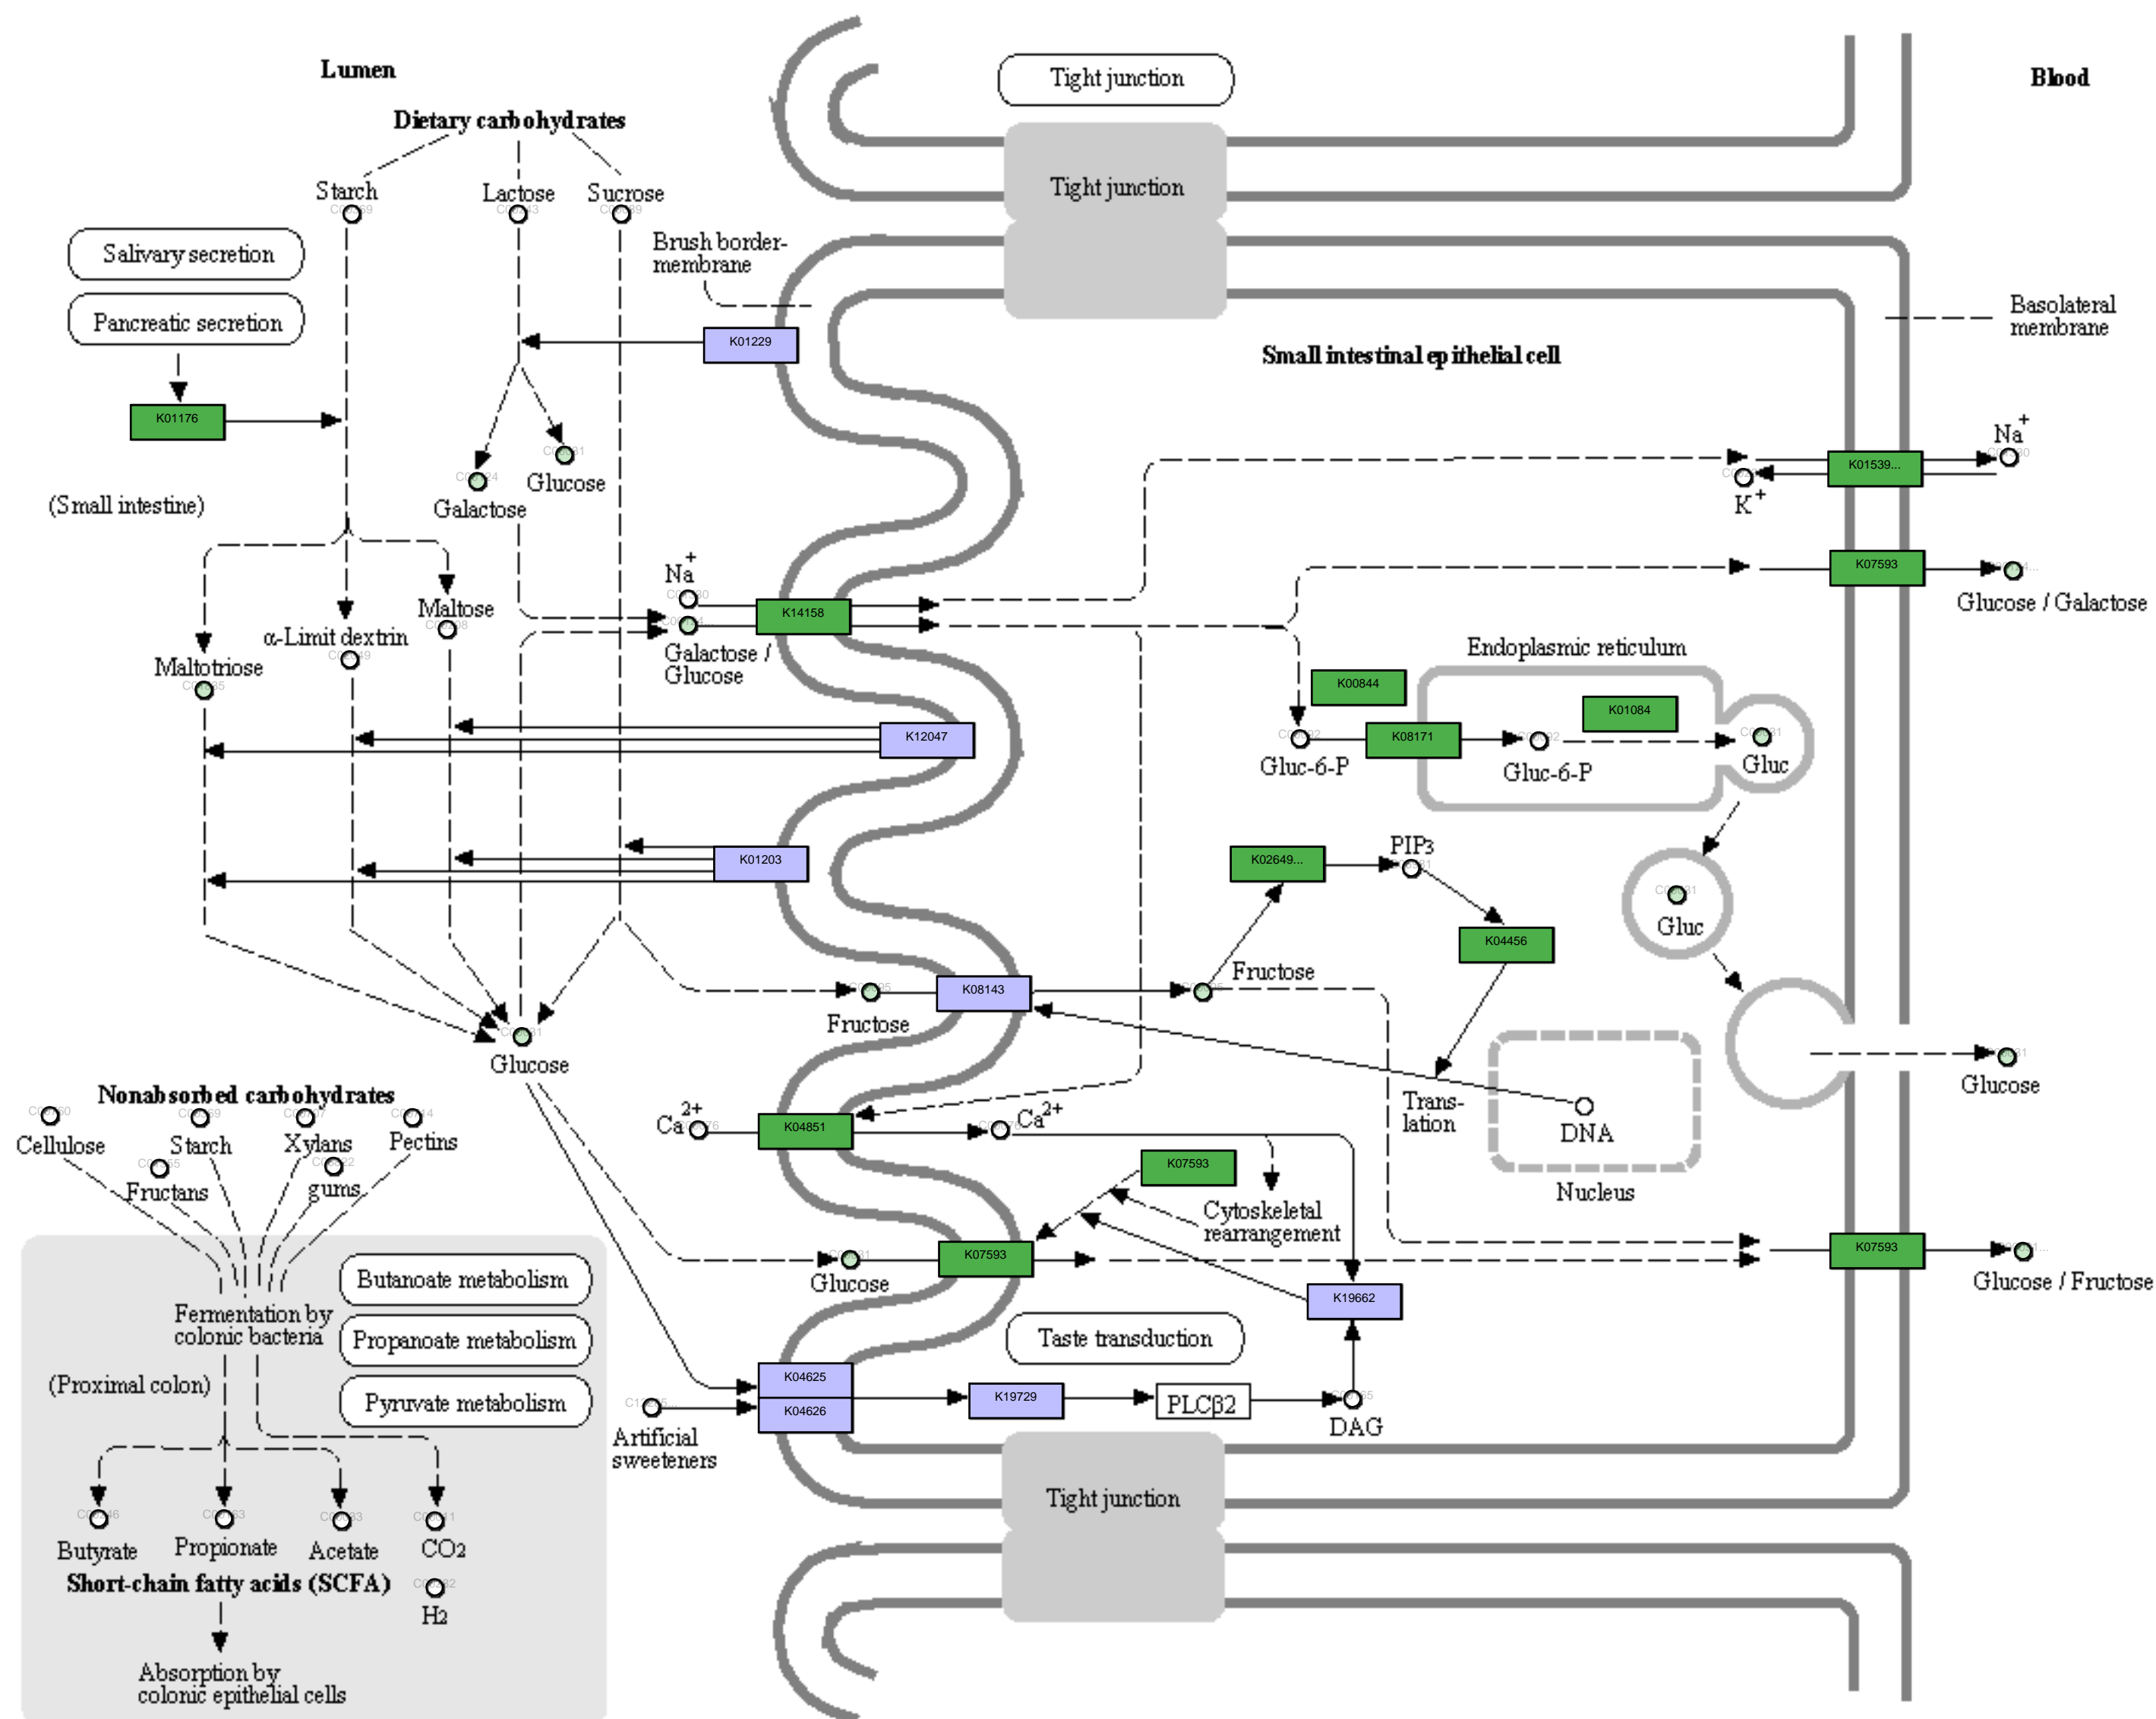 Lumen
Tight junction
Blood
Dietary carbohydrates
Starch
Lactose
Sucrose
Tight junction
Salivary secretion
Brush border-
membrane
Pancreatic secretion
Basolateral
membrane
K01229
Small intestinal epithelial cell
K01176
Na+
K01539...
K+
Glucose
Galactose
(Small intestine)
Na+
K07593
Glucose / Galactose
Maltose
K14158
α-Limit dextrin
Maltotriose
Galactose /
Glucose
Endoplasmic reticulum
K00844
K01084
K12047
K08171
Gluc-6-P
Gluc-6-P
Gluc
K01203
K02649...
PIP3
Gluc
K04456
Fructose
K08143
Fructose
Glucose
Glucose
Nonabsorbed carbohydrates
Cellulose
Starch
Xylans
Pectins
Fructans
gums
Ca2+
K04851
Ca2+
Trans-
lation
DNA
K07593
Nucleus
Cytoskeletal
rearrangement
K07593
K07593
Glucose
Glucose / Fructose
Butanoate metabolism
Fermentation by
colonic bacteria
Propanoate metabolism
K19662
Taste transduction
(Proximal colon)
Pyruvate metabolism
K04625
K04626
K19729
PLCβ2
DAG
Artificial
sweeteners
Tight junction
Butyrate
Propionate
Acetate
CO2
Short-chain fatty acids (SCFA)
H2
Absorption by
colonic epithelial cells